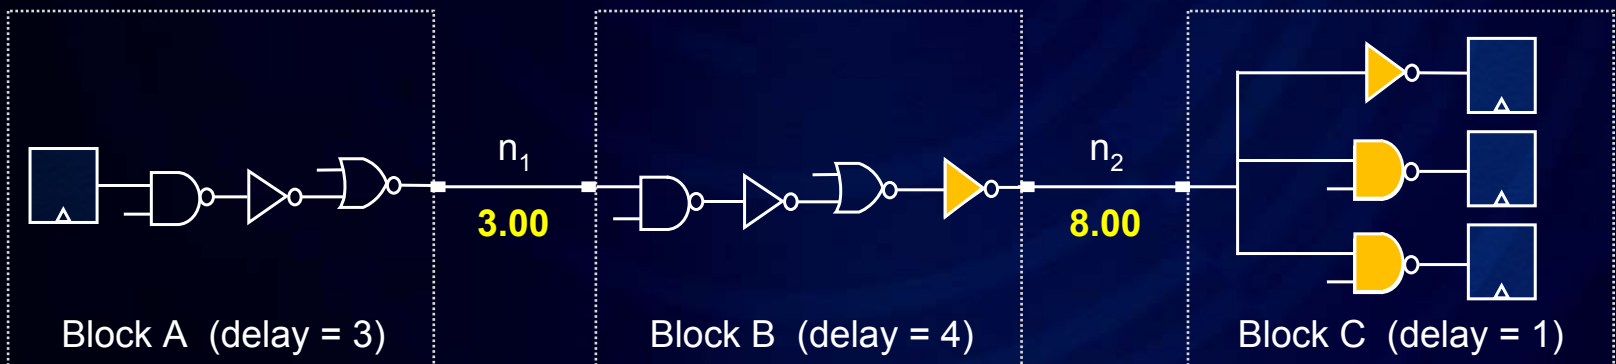 n₁
3.00
n₂
8.00
Block A (delay = 3)
Block B (delay = 4)
Block C (delay = 1)